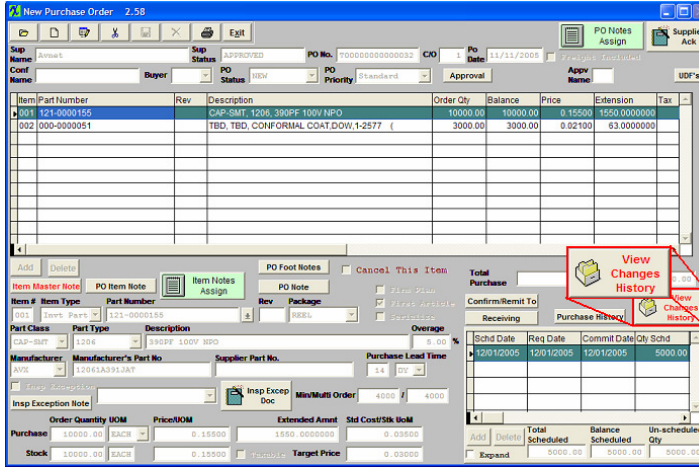 New Purchase Order 2.58
Exit
PO Notes Assign
Supplie Ack
Sup Name Avnet Sup Status APPROVED PO No. T00000000000032 C/O 1 Po Date 11/11/2005 Freight Included
Conf Name Buyer PO Status NEW PO Priority Standard Approval Appv Name UDF's
Item Part Number Rev Description Order Qty Balance Price Extension Tax
001 121-0000155 CAP-SMT, 1206, 390PF 100V NPO 10000.00 10000.00 0.15500 1550.0000000
002 000-0000051 TBD, TBD, CONFORMAL COAT,DOW,1-2577 ( 3000.00 3000.00 0.02100 63.0000000
Add Delete PO Foot Notes Cancel This Item Total Purchase 0.00
View Changes History
Item Master Note PO Item Note Item Notes Assign PO Note Firm Plan
View Changes History
Item # Item Type Part Number Rev Package First Article Confirm/Remit To
001 Invt Part 121-0000155 REEL Serialize Receiving Purchase History
Part Class Part Type Description Overage
CAP-SMT 1206 390PF 100V NPO 5.00 %
Schd Date Req Date Commit Date Qty Schd
12/01/2005 12/01/2005 12/01/2005 5000.00
Manufacturer Manufacturer's Part No Supplier Part No. Purchase Lead Time
AVX 12061A391JAT 14 DY
Insp Exception
Insp Exception Note Insp Excep Doc Min/Multi Order 4000 / 4000
Order Quantity UOM Price/UOM Extended Amnt Std Cost/Stk UoM
Purchase 10000.00 EACH 0.15500 1550.0000000 0.03500
Add Delete Total Scheduled Balance Scheduled Un-schedule Qty
Stock 10000.00 EACH 0.15500 Taxable Target Price 0.03000
Expand 5000.00 5000.00 5000.00